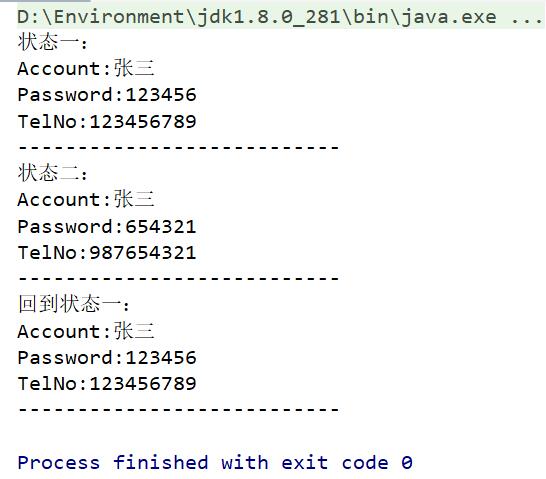 D:\Environment\jdk1.8.0_281\bin\java.exe ...
状态一：
Account:张三
Password:123456
TelNo:123456789
---------------------------
状态二：
Account:张三
Password:654321
TelNo:987654321
---------------------------
回到状态一：
Account:张三
Password:123456
TelNo:123456789
---------------------------
Process finished with exit code 0